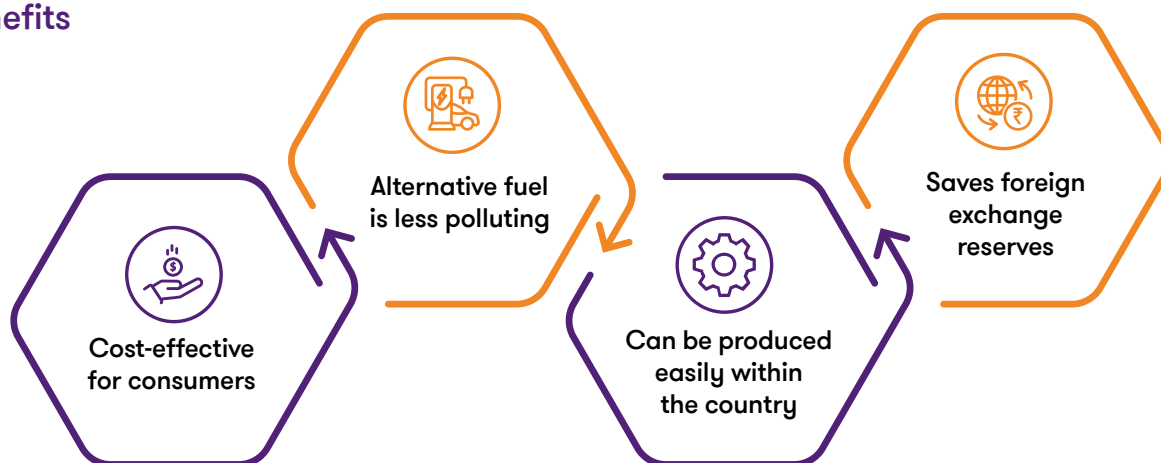 nefits
Cost-effective
for consumers
Alternative fuel
is less polluting
Can be produced
easily within
the country
Saves foreign
exchange
reserves
$
₹